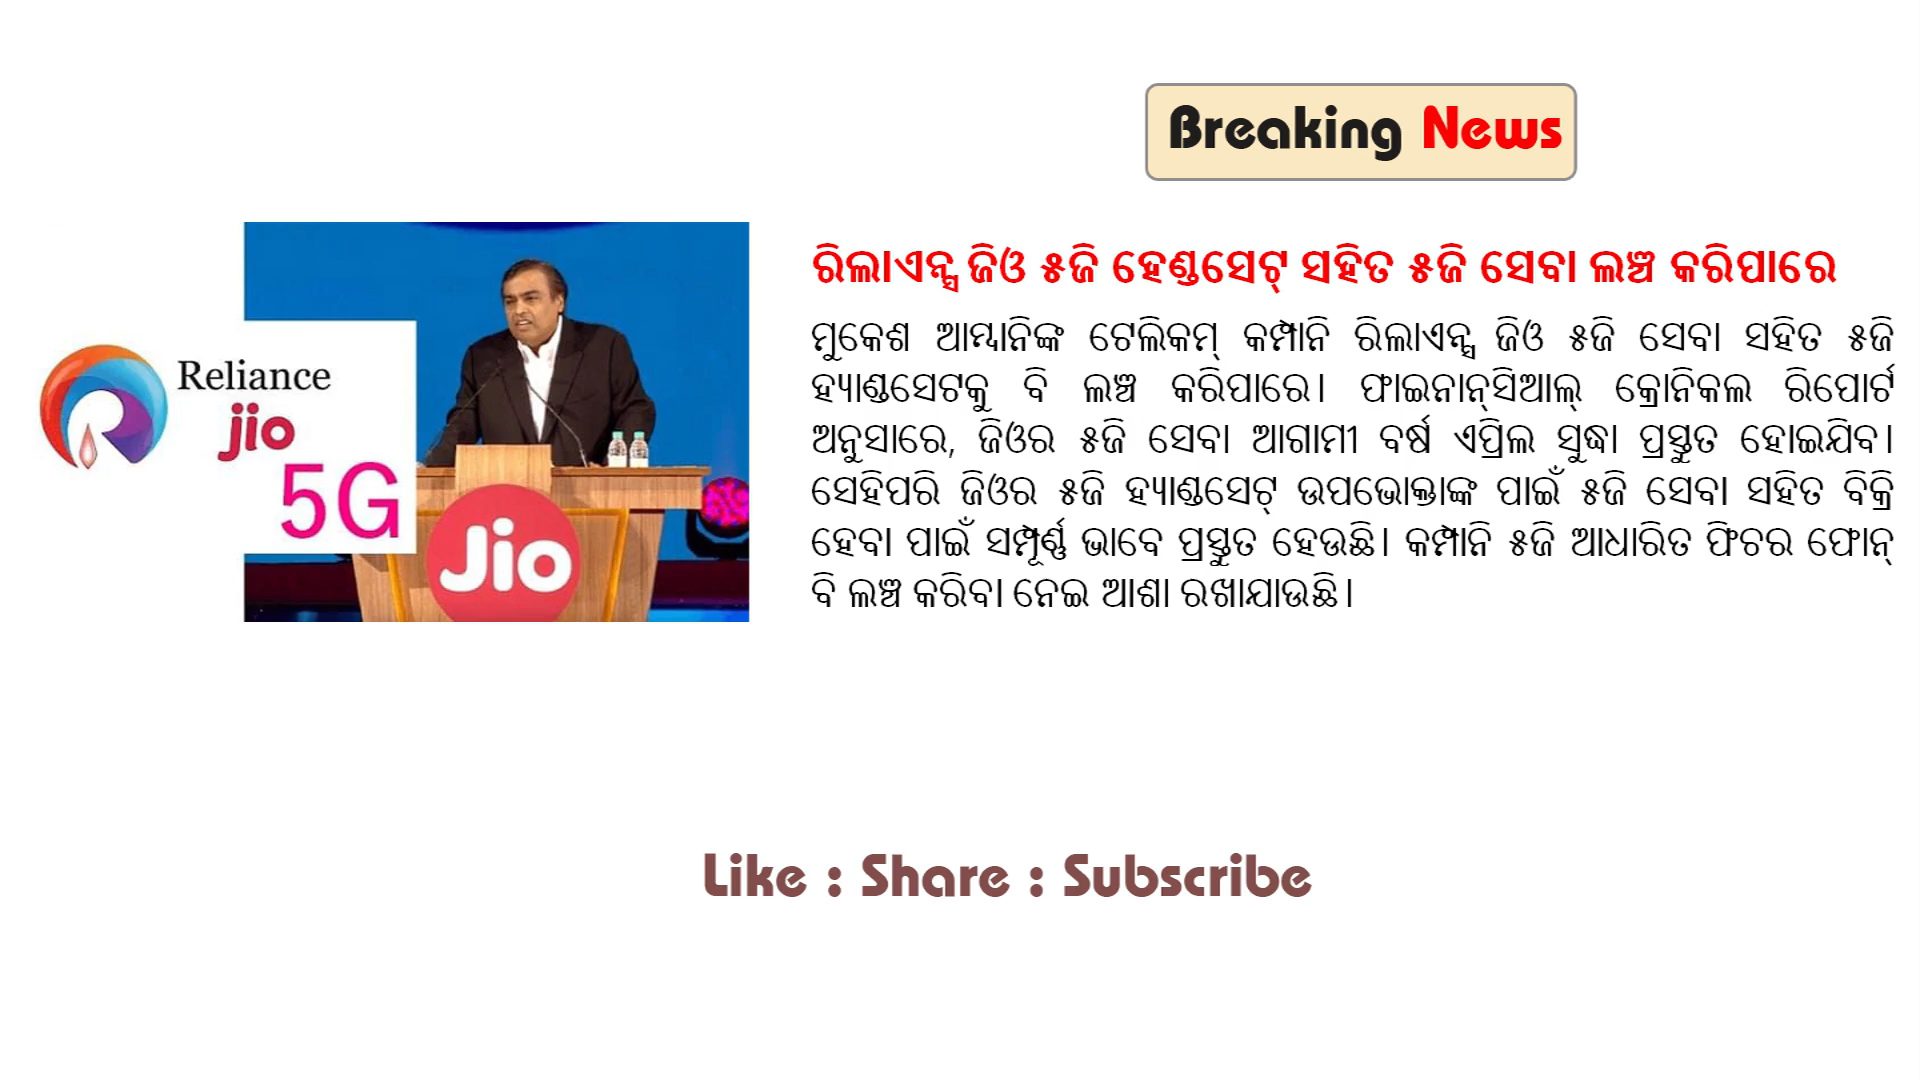 Breaking News
Reliance
jio
5G
Jio
ରିଲାଏନ୍ସ ଜିଓ ୫ଜି ହେଣ୍ଡସେଟ୍ ସହିତ ୫ଜି ସେବା ଲଞ୍ଚ କରିପାରେ
ମୁକେଶ ଆମ୍ବାନିଙ୍କ ଟେଲିକମ୍ କମ୍ପାନି ରିଲାଏନ୍ସ ଜିଓ ୫ଜି ସେବା ସହିତ ୫ଜି
ହ୍ୟାଣ୍ଡସେଟକୁ ବି ଲଞ୍ଚ କରିପାରେ। ଫାଇନାନ୍‌ସିଆଲ୍ କ୍ରୋନିକଲ ରିପୋର୍ଟ
ଅନୁସାରେ, ଜିଓର ୫ଜି ସେବା ଆଗାମୀ ବର୍ଷ ଏପ୍ରିଲ ସୁଦ୍ଧା ପ୍ରସ୍ତୁତ ହୋଇଯିବ।
ସେହିପରି ଜିଓର ୫ଜି ହ୍ୟାଣ୍ଡସେଟ୍ ଉପଭୋକ୍ତାଙ୍କ ପାଇଁ ୫ଜି ସେବା ସହିତ ବିକ୍ରି
ହେବା ପାଇଁ ସମ୍ପୂର୍ଣ୍ଣ ଭାବେ ପ୍ରସ୍ତୁତ ହେଉଛି। କମ୍ପାନି ୫ଜି ଆଧାରିତ ଫିଚର ଫୋନ୍
ବି ଲଞ୍ଚ କରିବା ନେଇ ଆଶା ରଖାଯାଉଛି।
Like : Share : Subscribe